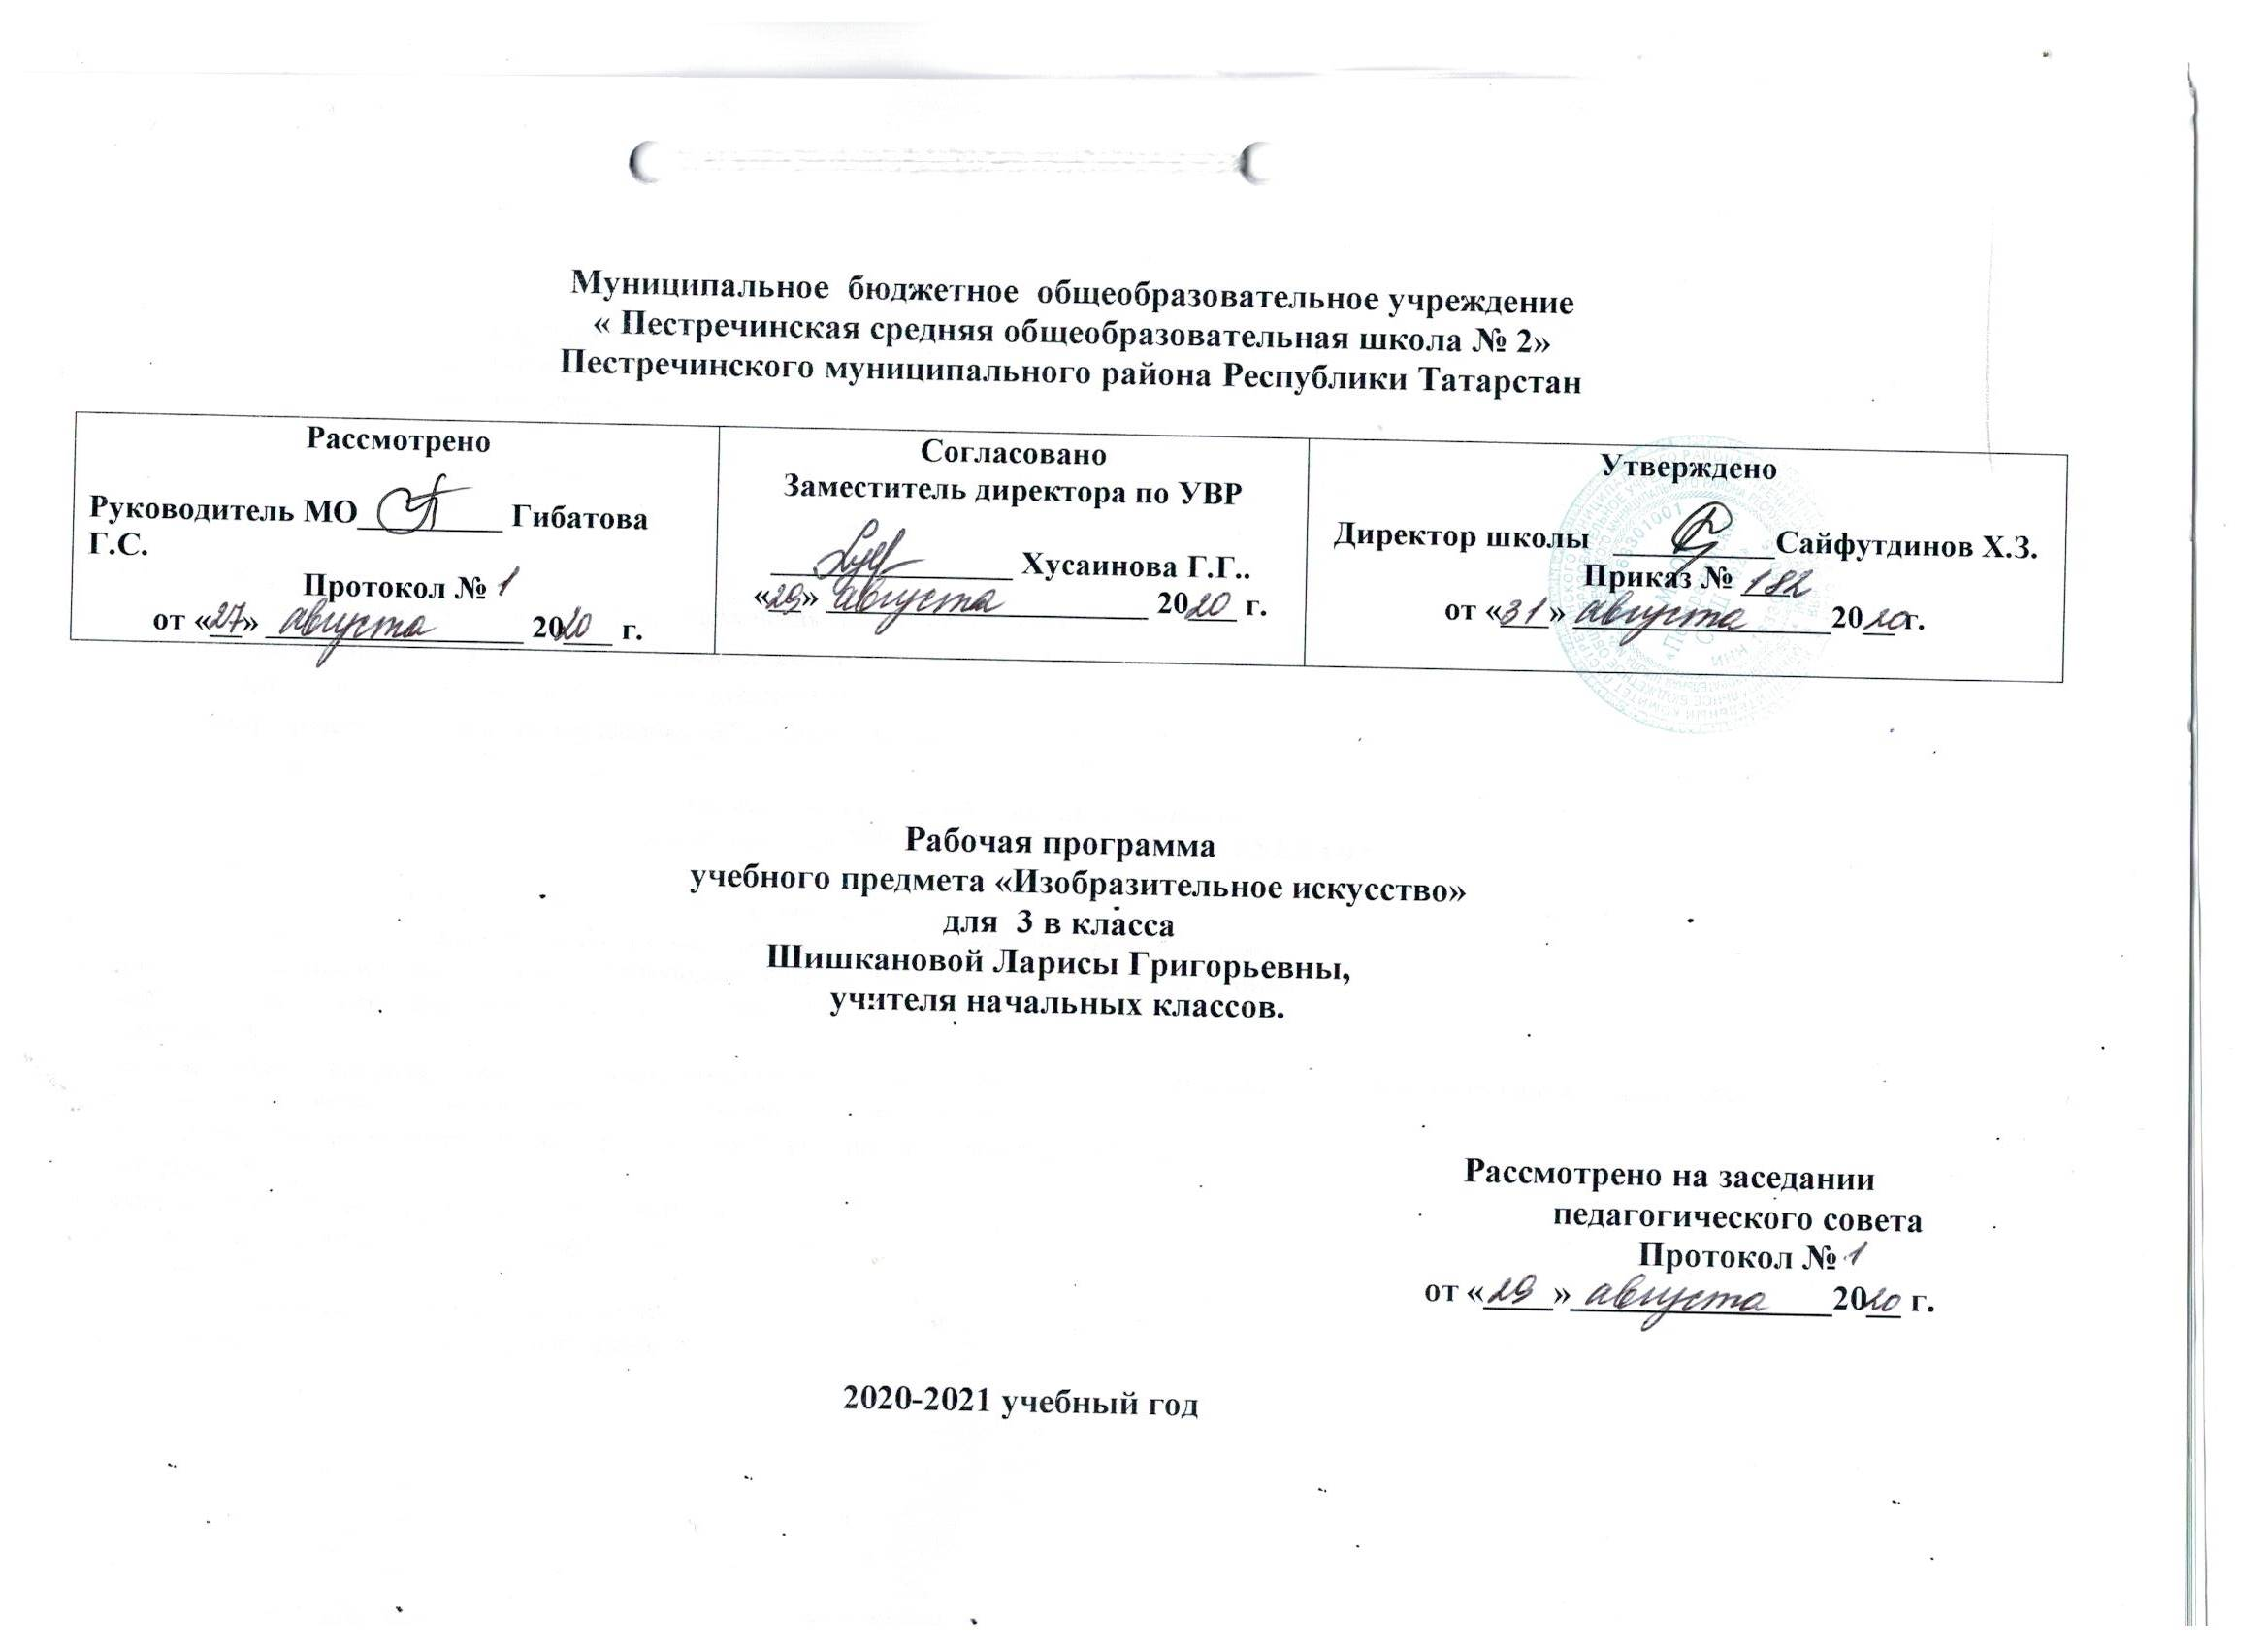 Муниципальное бюджетное общеобразовательное учреждение
« Пестречинская средняя общеобразовательная школа № 2»
Пестречинского муниципального района Республики Татарстан
Рассмотрено
Руководитель МО__________ Гибатова
Г.С.
Протокол № 1
от «27» августа 2020 г.
Согласовано
Заместитель директора по УВР
_______________ Хусаинова Г.Г..
«29» августа 2020 г.
Утверждено
Директор школы __________Сайфутдинов Х.З.
Приказ № 182
от «31» августа 2020г.
Рабочая программа
учебного предмета «Изобразительное искусство»
для 3 в класса
Шишкановой Ларисы Григорьевны,
учителя начальных классов.
Рассмотрено на заседании
педагогического совета
Протокол № 1
от «29» августа 2020 г.
2020-2021 учебный год